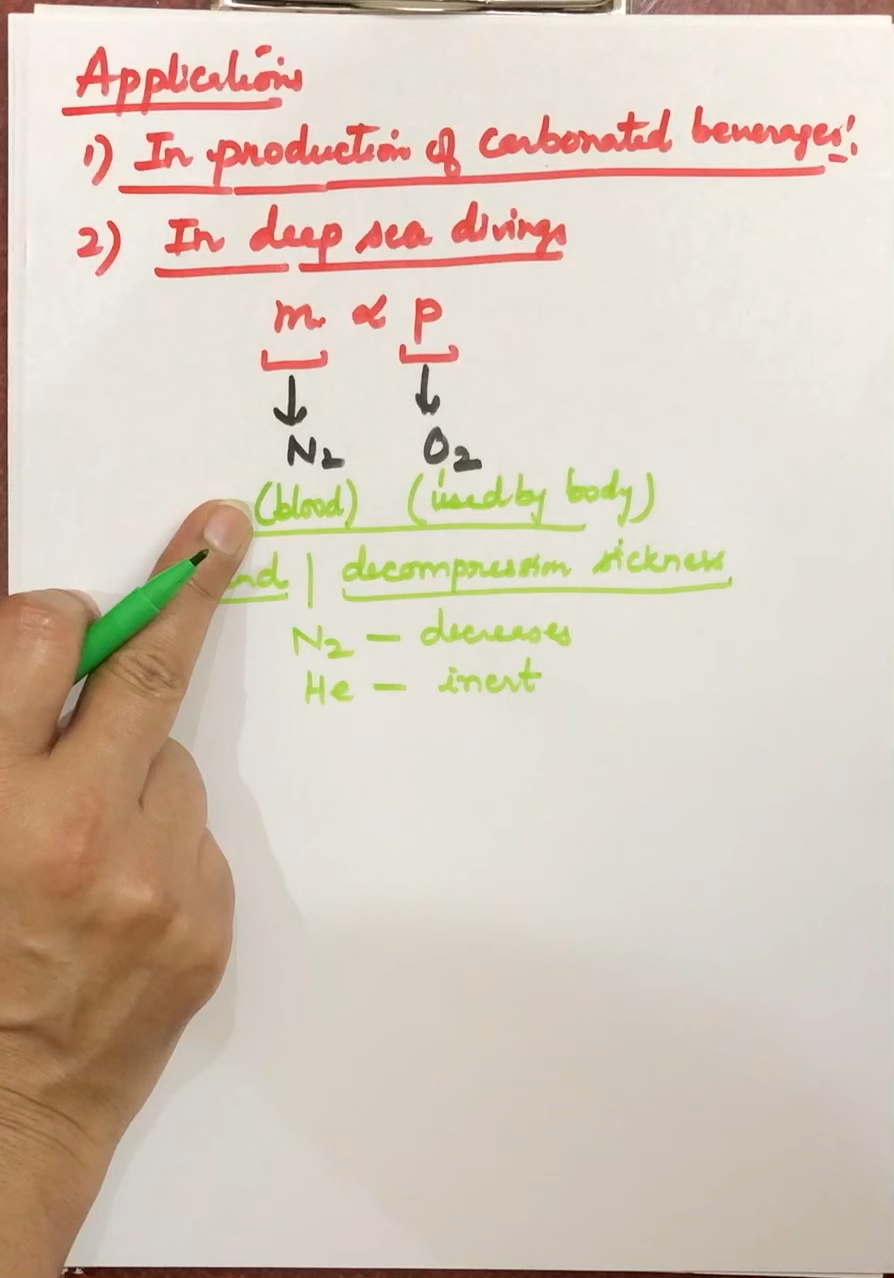 Applications
1) In production of carbonated beverages:
2) In deep sea divings
m ∝ p
↓ ↓
N2 O2
(blood) (used by body)
end | decompression sickness
N2 – decreases
He – inert